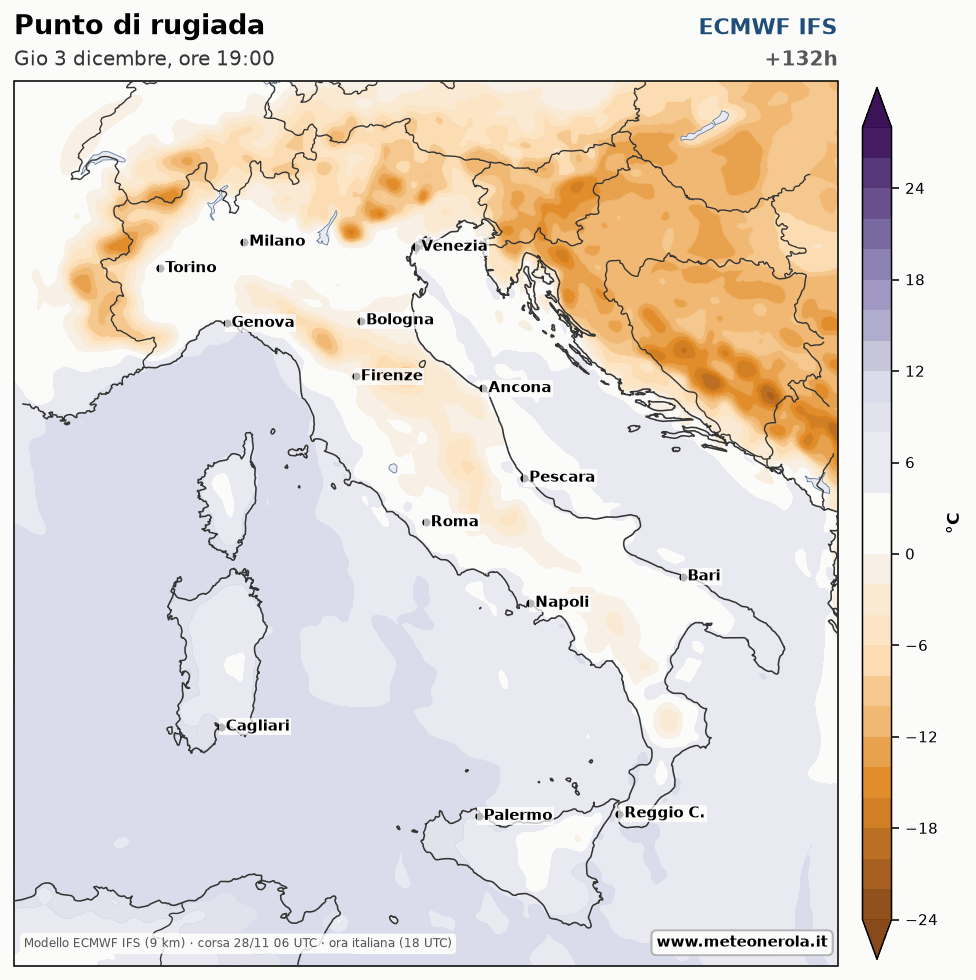 Punto di rugiada
ECMWF IFS
Gio 3 dicembre, ore 19:00
+132h
Milano
Venezia
Torino
Genova
Bologna
Firenze
Ancona
Pescara
Roma
Bari
Napoli
Cagliari
Palermo
Reggio C.
24
18
12
6
0
−6
−12
−18
−24
°C
Modello ECMWF IFS (9 km) · corsa 28/11 06 UTC · ora italiana (18 UTC)
www.meteonerola.it